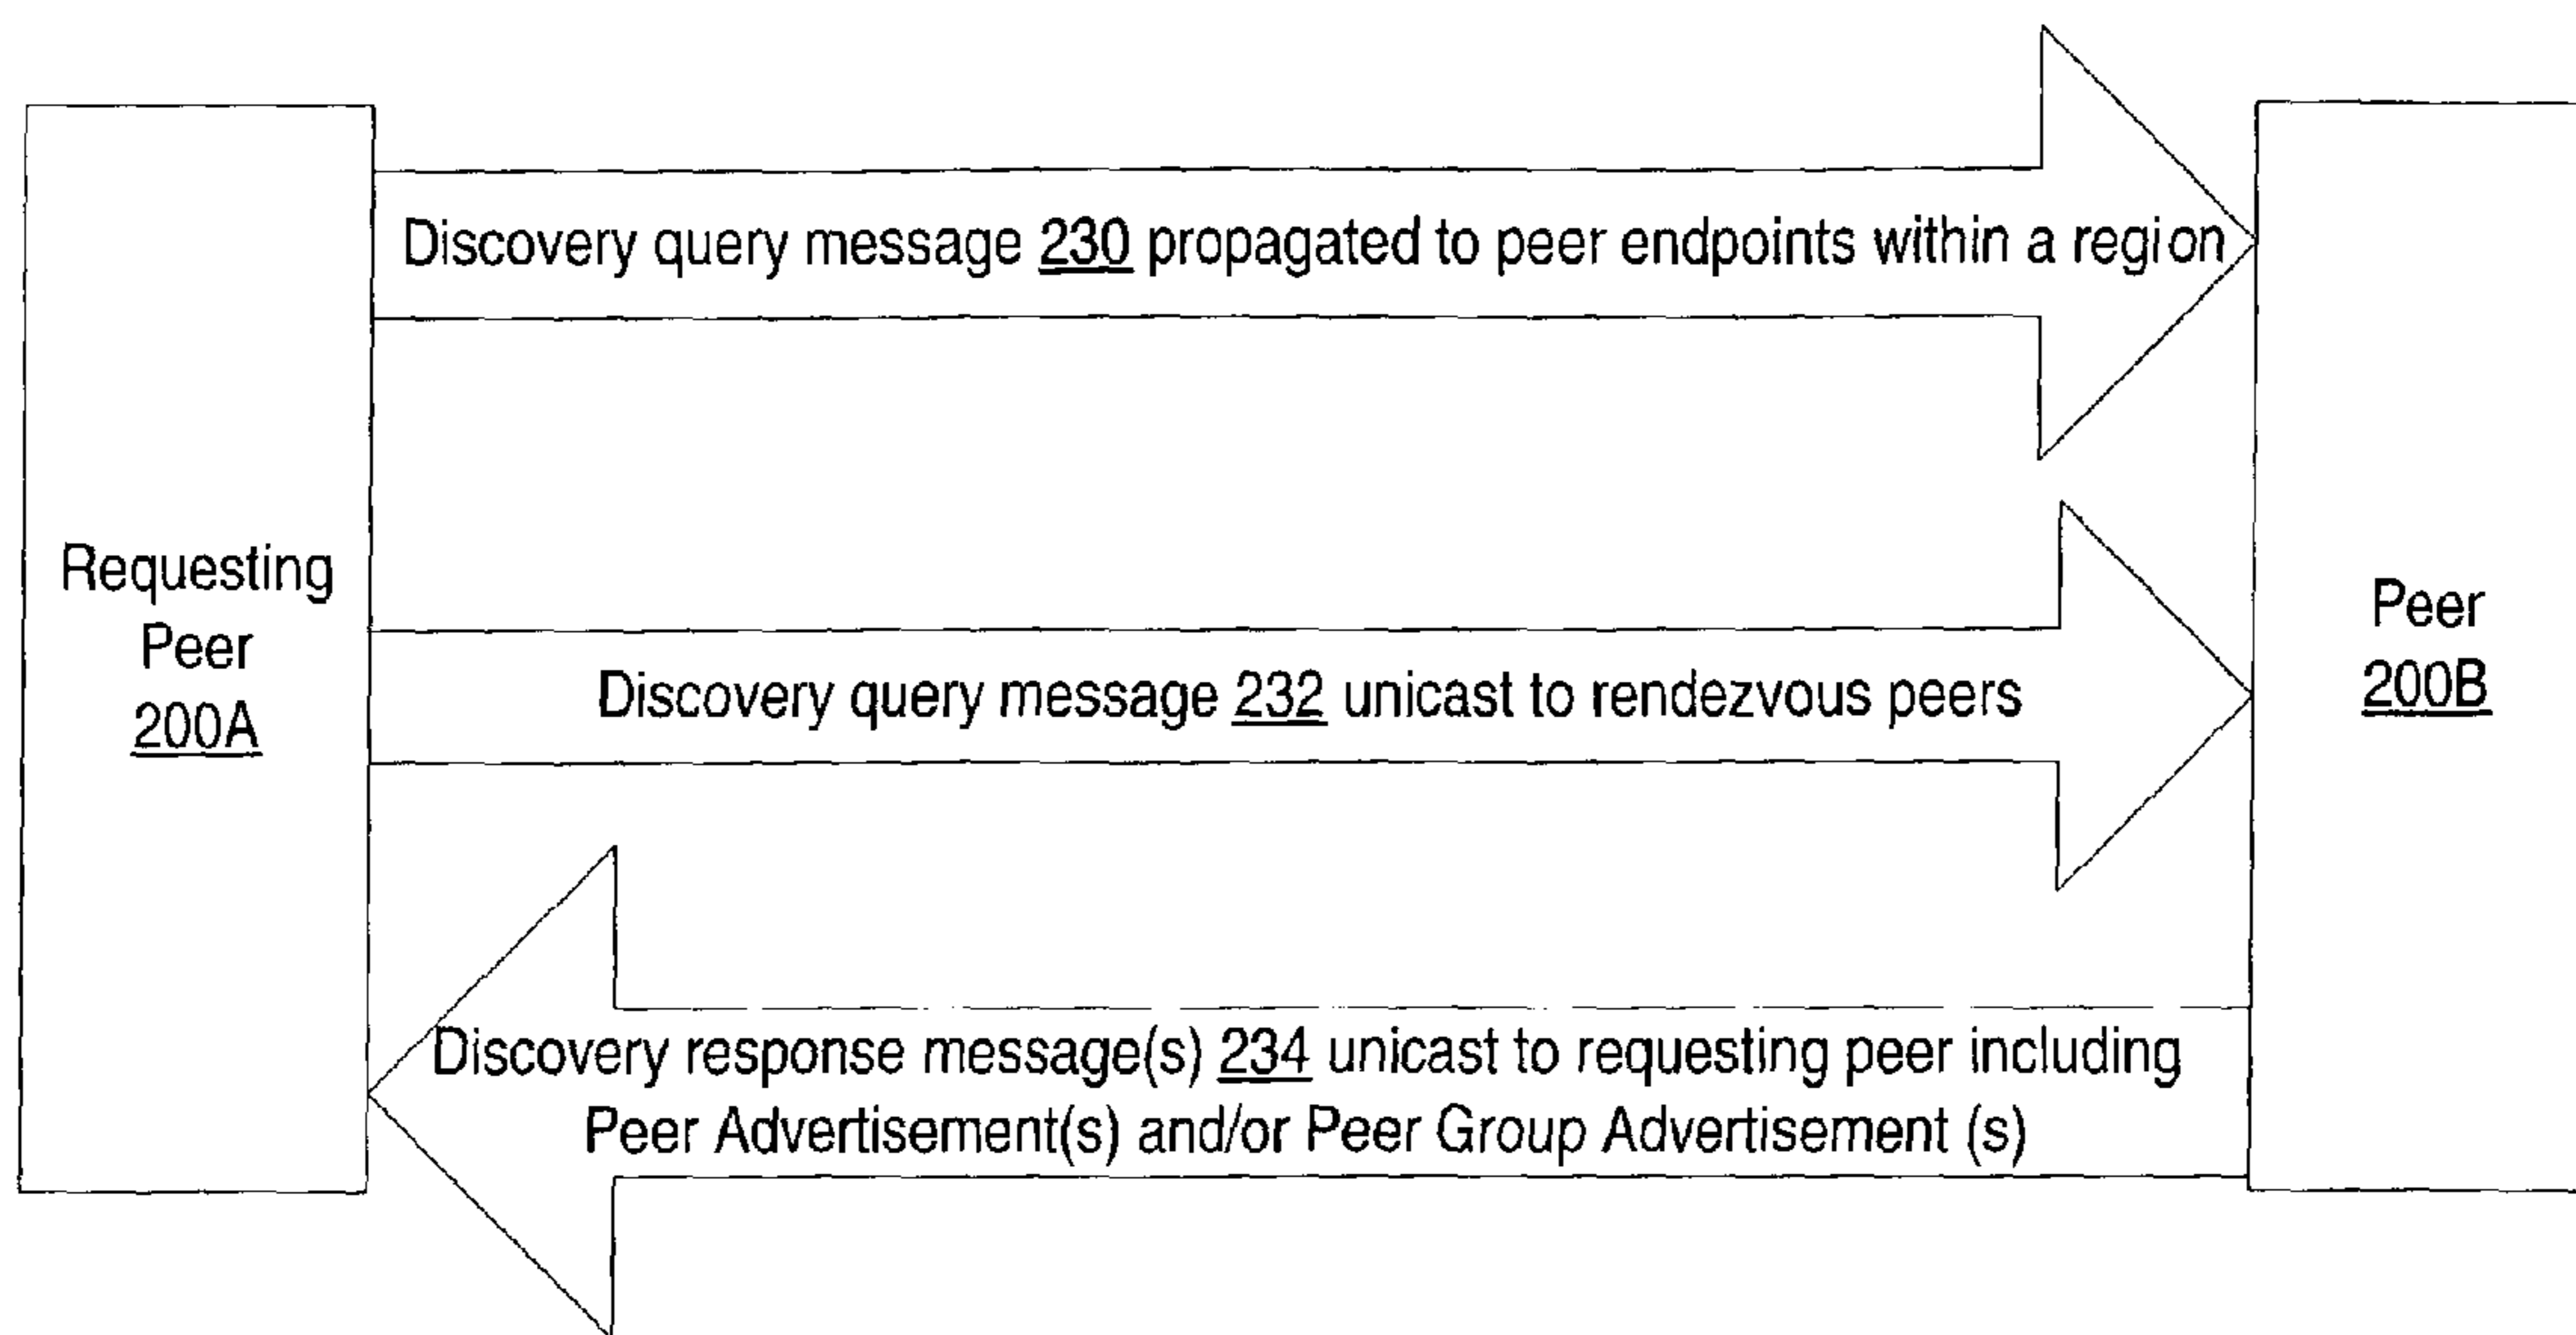 Discovery query message 230 propagated to peer endpoints within a region
Requesting
Peer
200A
Peer
200B
Discovery query message 232 unicast to rendezvous peers
Discovery response message(s) 234 unicast to requesting peer including
Peer Advertisement(s) and/or Peer Group Advertisement (s)